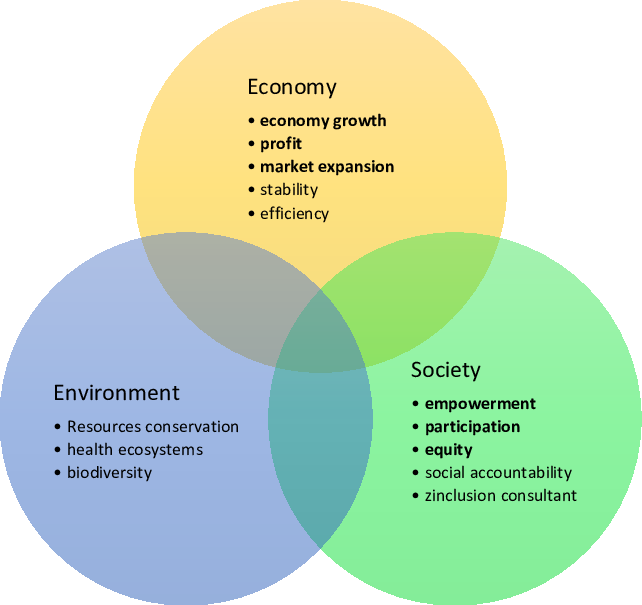 Economy
• economy growth
• profit
• market expansion
• stability
• efficiency
Environment
• Resources conservation
• health ecosystems
• biodiversity
Society
• empowerment
• participation
• equity
• social accountability
• zinclusion consultant